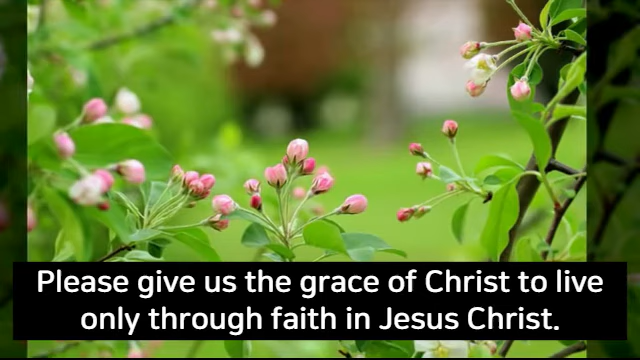 Please give us the grace of Christ to live
only through faith in Jesus Christ.